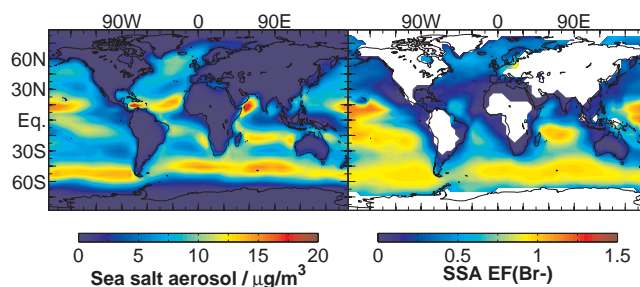 90W 0 90E 90W 0 90E
60N
30N
Eq.
30S
60S
0 5 10 15 20 0 0.5 1 1.5
Sea salt aerosol / μg/m³ SSA EF(Br-)